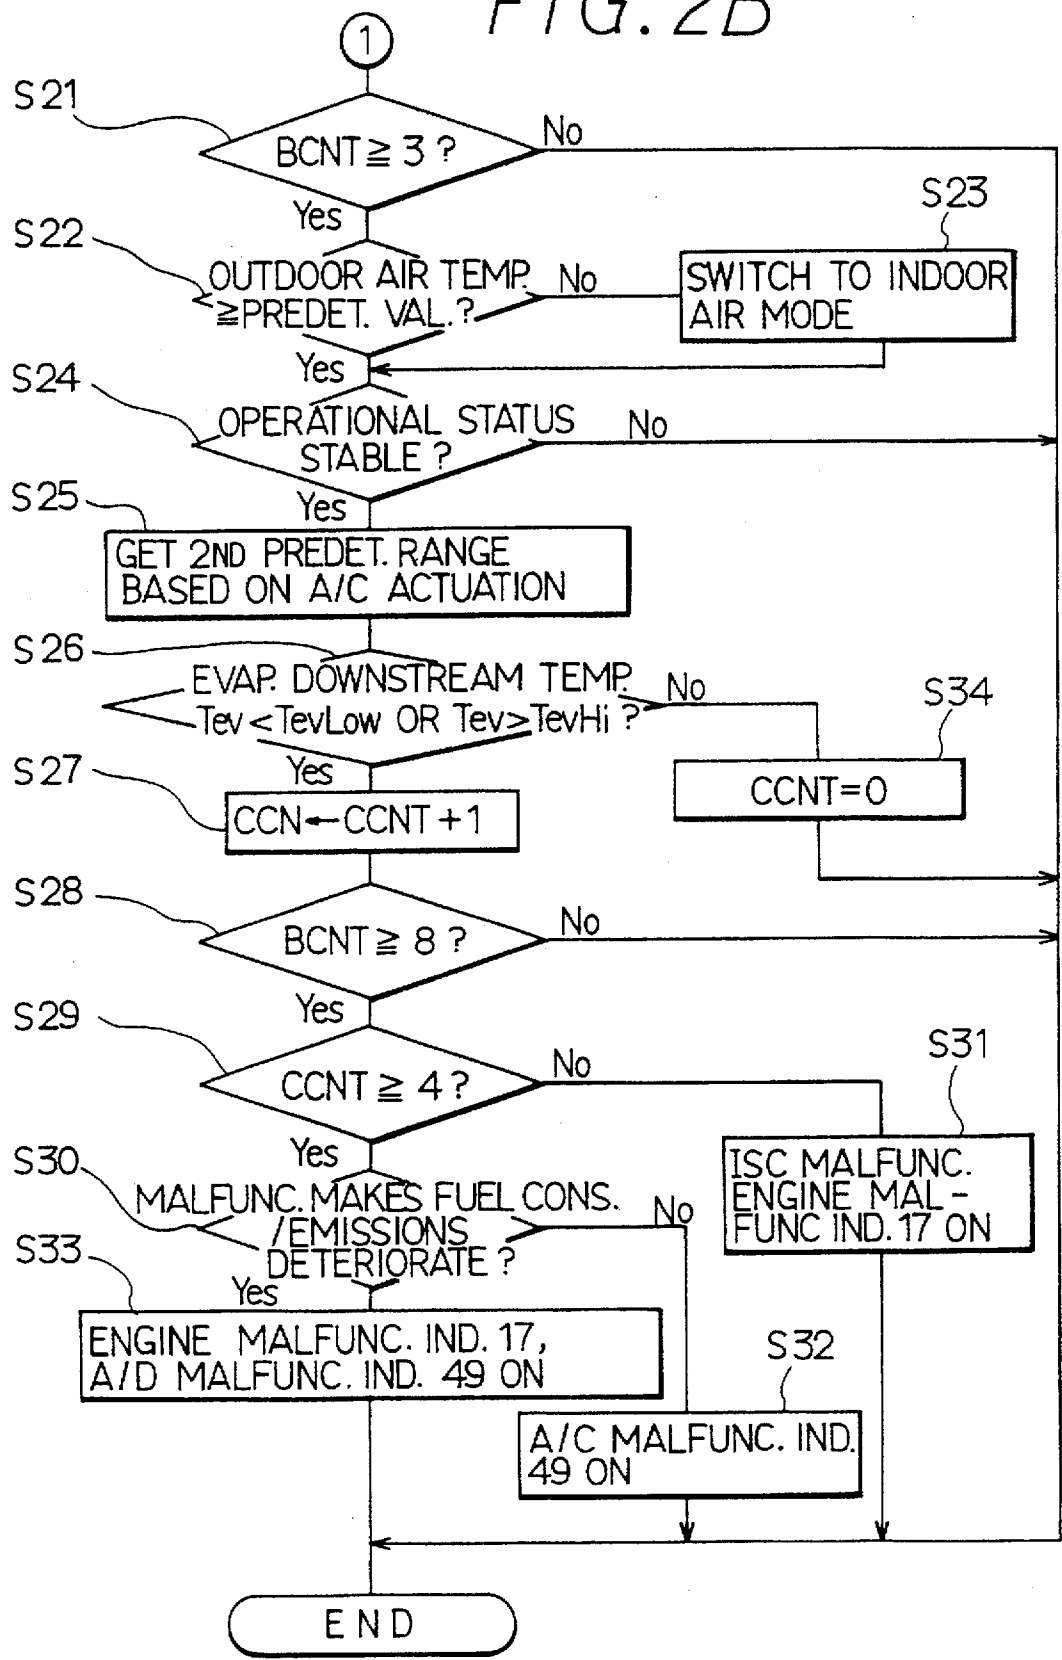 FIG. 2B
1
S21
BCNT ≧ 3 ?
No
Yes
S22
OUTDOOR AIR TEMP.
≧PREDET. VAL. ?
No
S23
SWITCH TO INDOOR
AIR MODE
Yes
S24
OPERATIONAL STATUS
STABLE ?
No
Yes
S25
GET 2ND PREDET. RANGE
BASED ON A/C ACTUATION
S26
EVAP. DOWNSTREAM TEMP.
Tev < TevLow OR Tev > TevHi ?
No
S34
CCNT=0
Yes
S27
CCN←CCNT+1
S28
BCNT ≧ 8 ?
No
Yes
S29
CCNT ≧ 4 ?
No
S31
ISC MALFUNC.
ENGINE MAL-
FUNC IND. 17 ON
Yes
S30
MALFUNC. MAKES FUEL CONS.
/EMISSIONS
DETERIORATE ?
No
Yes
S33
ENGINE MALFUNC. IND. 17,
A/D MALFUNC. IND. 49 ON
S32
A/C MALFUNC. IND.
49 ON
END